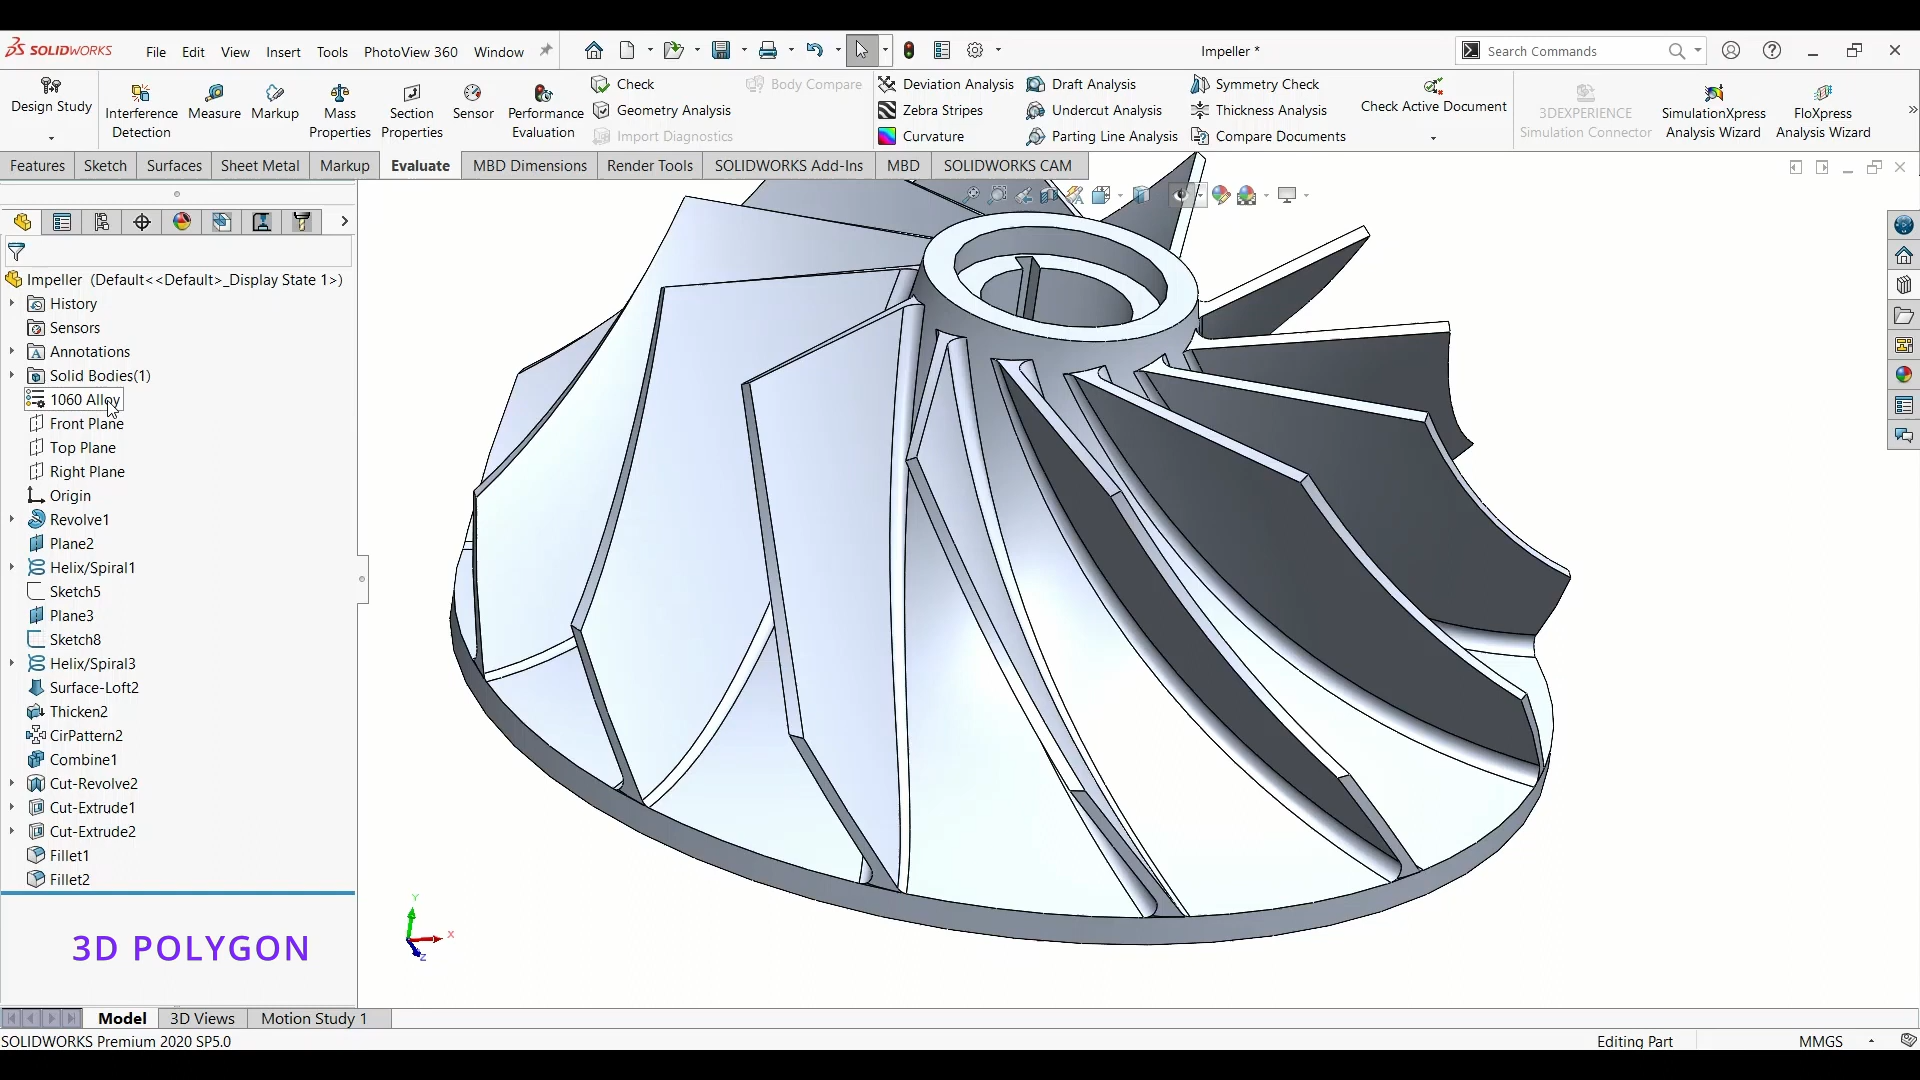 SOLIDWORKS File Edit View Insert Tools PhotoView 360 Window Impeller * Search Commands
Design Study
Interference Detection
Measure
Markup
Mass Properties
Section Properties
Sensor
Performance Evaluation
Check
Geometry Analysis
Import Diagnostics
Body Compare
Deviation Analysis
Zebra Stripes
Curvature
Draft Analysis
Undercut Analysis
Parting Line Analysis
Symmetry Check
Thickness Analysis
Compare Documents
Check Active Document
3DEXPERIENCE Simulation Connector
SimulationXpress Analysis Wizard
FloXpress Analysis Wizard
Features Sketch Surfaces Sheet Metal Markup Evaluate MBD Dimensions Render Tools SOLIDWORKS Add-Ins MBD SOLIDWORKS CAM
Impeller (Default<<Default>_Display State 1>)
History
Sensors
Annotations
Solid Bodies(1)
1060 Alloy
Front Plane
Top Plane
Right Plane
Origin
Revolve1
Plane2
Helix/Spiral1
Sketch5
Plane3
Sketch8
Helix/Spiral3
Surface-Loft2
Thicken2
CirPattern2
Combine1
Cut-Revolve2
Cut-Extrude1
Cut-Extrude2
Fillet1
Fillet2
3D POLYGON
Y
X
Z
Model 3D Views Motion Study 1
SOLIDWORKS Premium 2020 SP5.0 Editing Part MMGS